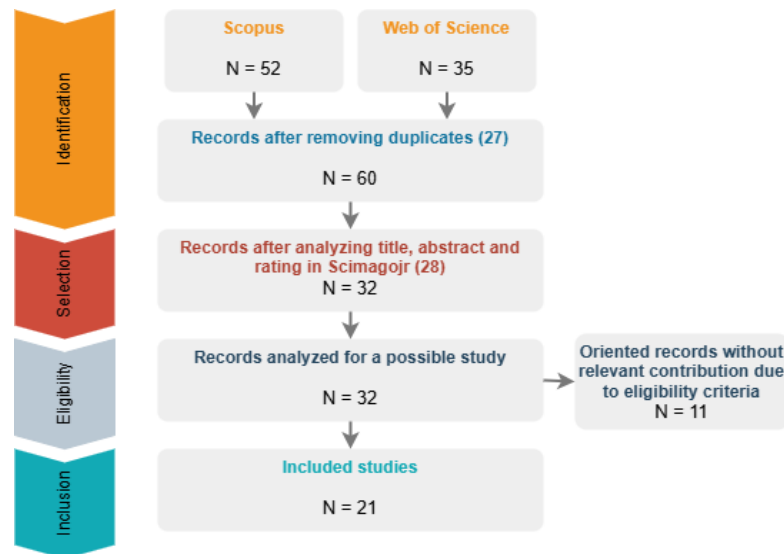 Identification
Scopus
N = 52
Web of Science
N = 35
Records after removing duplicates (27)
N = 60
Selection
Records after analyzing title, abstract and
rating in Scimagojr (28)
N = 32
Eligibility
Records analyzed for a possible study
N = 32
Oriented records without
relevant contribution due
to eligibility criteria
N = 11
Inclusion
Included studies
N = 21